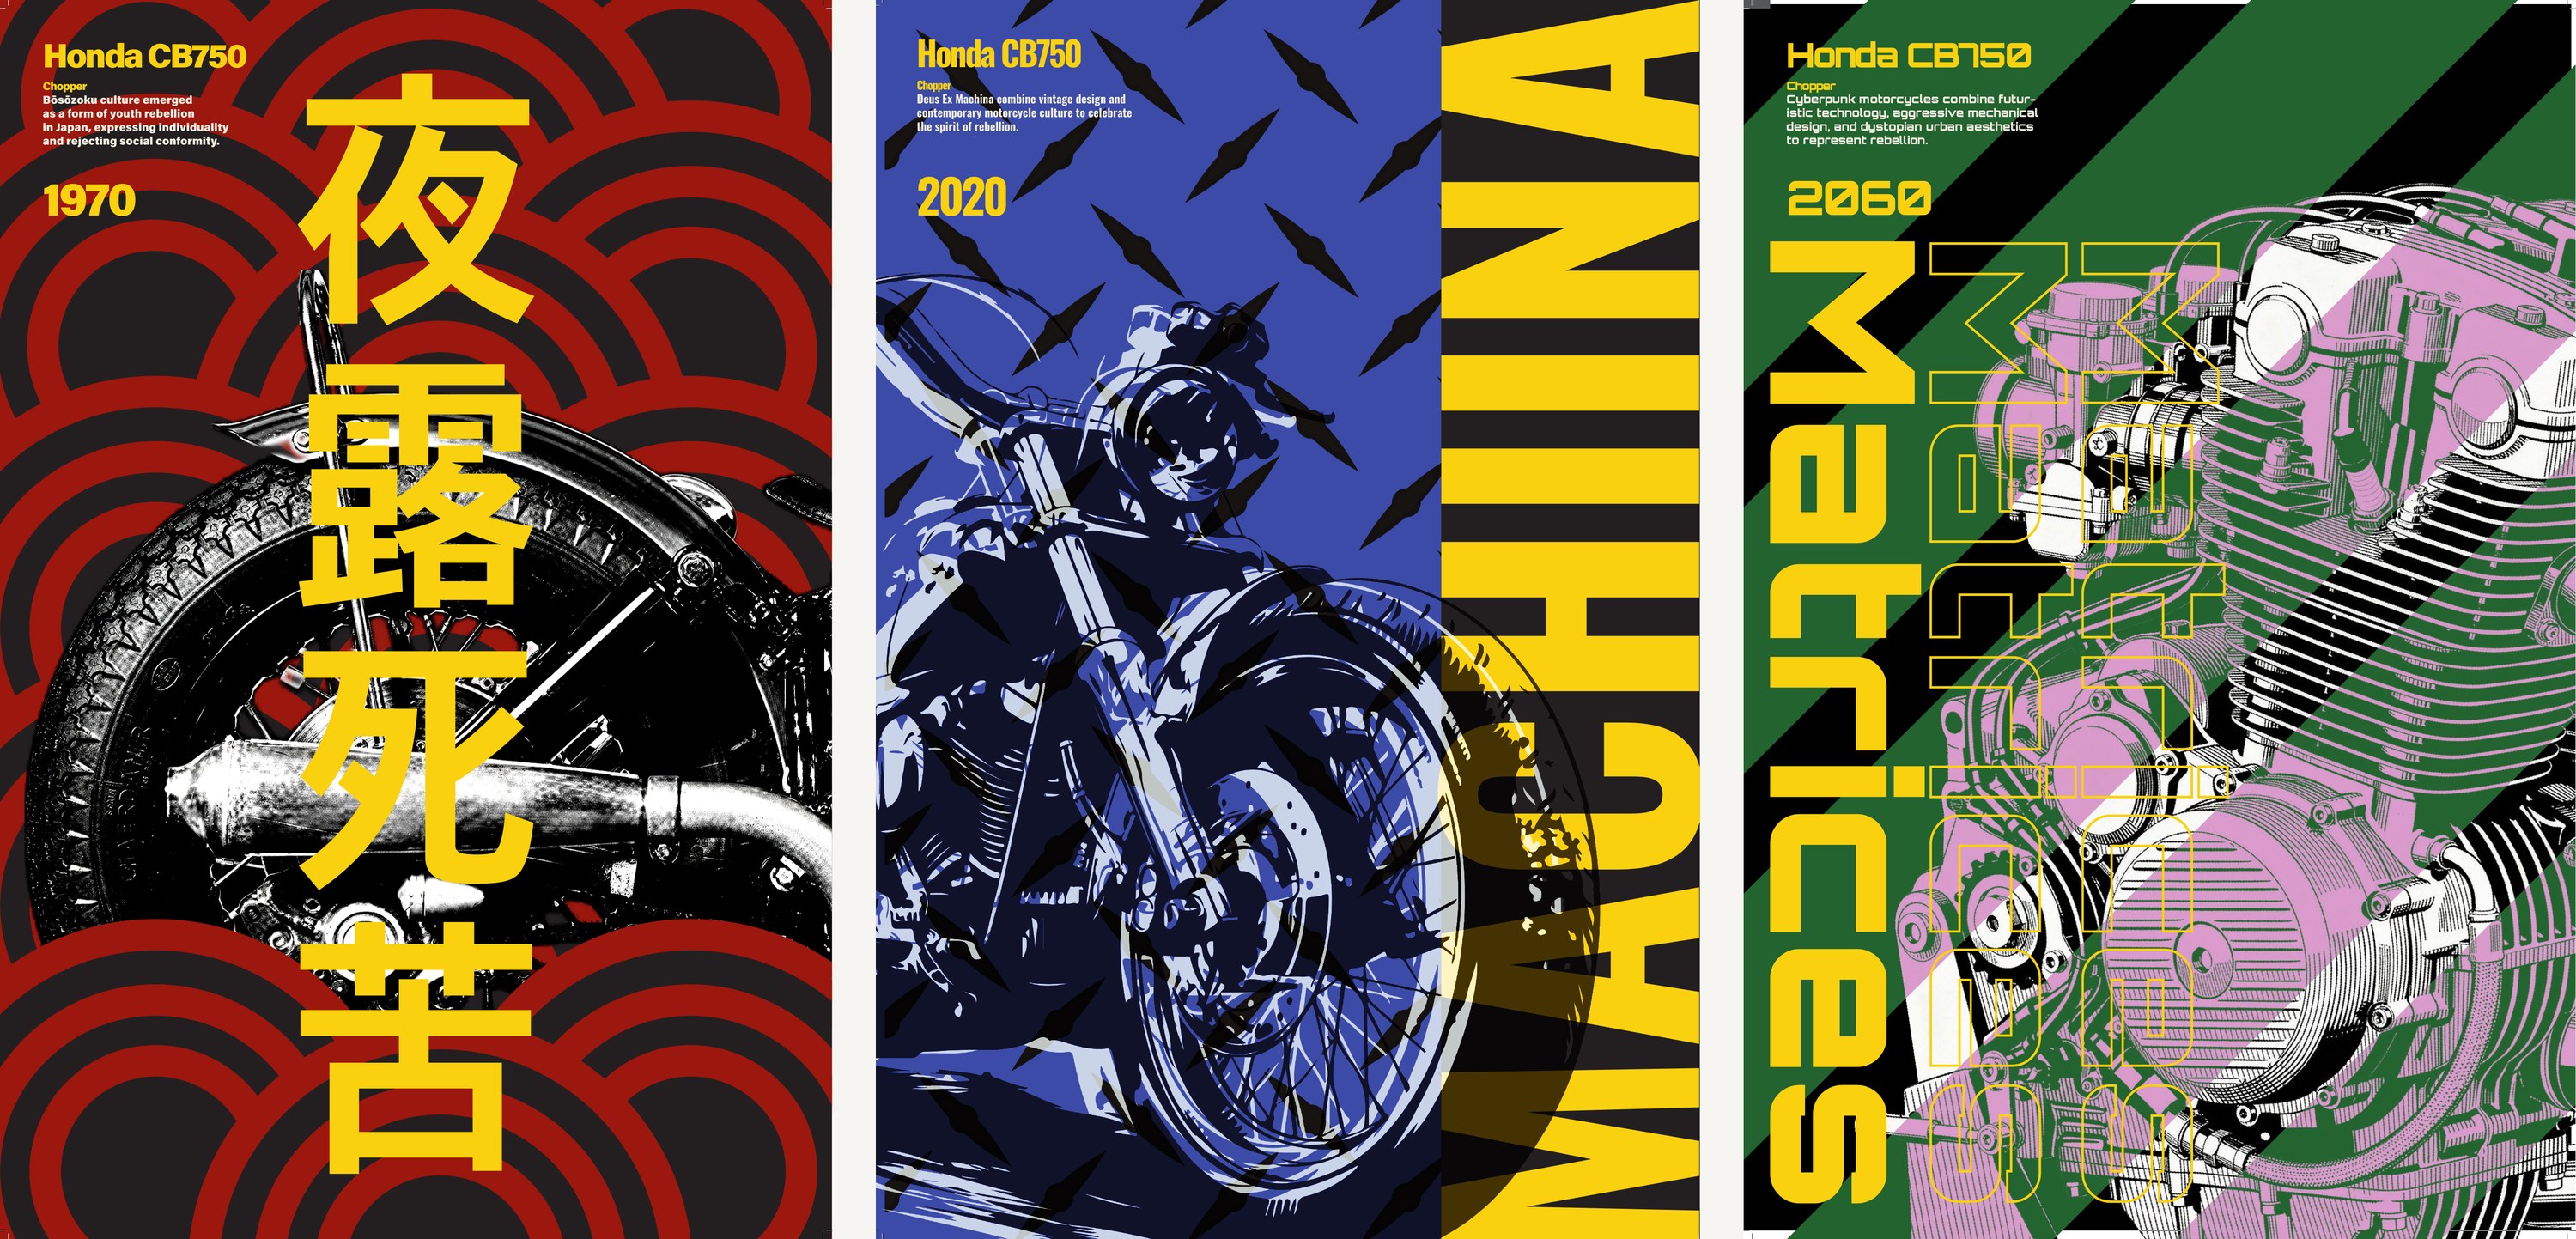 Honda CB750
Chopper
Bōsōzoku culture emerged
as a form of youth rebellion
in Japan, expressing individuality
and rejecting social conformity.
1970
夜
露
死
苦
Honda CB750
Chopper
Deus Ex Machina combine vintage design and
contemporary motorcycle culture to celebrate
the spirit of rebellion.
2020
MACHINA
Honda CB750
Chopper
Cyberpunk motorcycles combine futur-
istic technology, aggressive mechanical
design, and dystopian urban aesthetics
to represent rebellion.
2060
Matrices
Matrices
Matrices